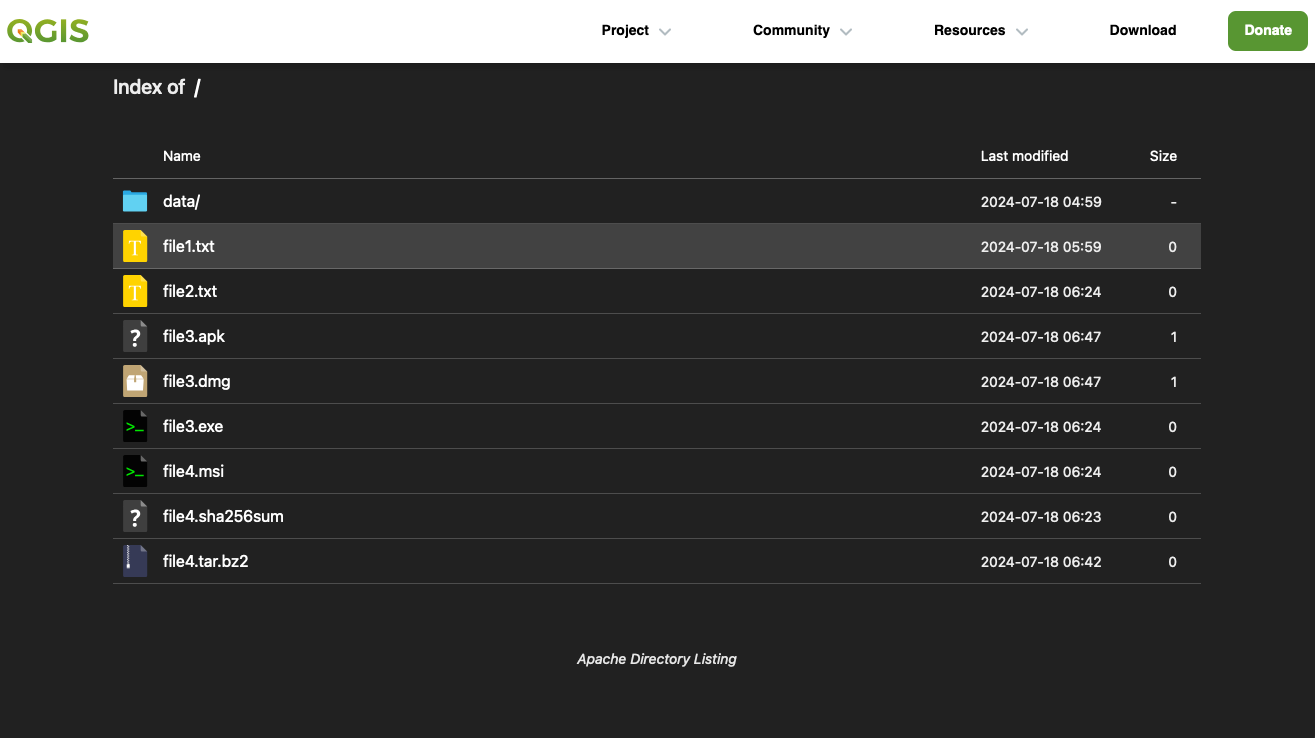 QGIS Project Community Resources Download Donate
Index of /
Name Last modified Size
data/ 2024-07-18 04:59 -
T file1.txt 2024-07-18 05:59 0
T file2.txt 2024-07-18 06:24 0
? file3.apk 2024-07-18 06:47 1
file3.dmg 2024-07-18 06:47 1
>_ file3.exe 2024-07-18 06:24 0
>_ file4.msi 2024-07-18 06:24 0
? file4.sha256sum 2024-07-18 06:23 0
file4.tar.bz2 2024-07-18 06:42 0
Apache Directory Listing